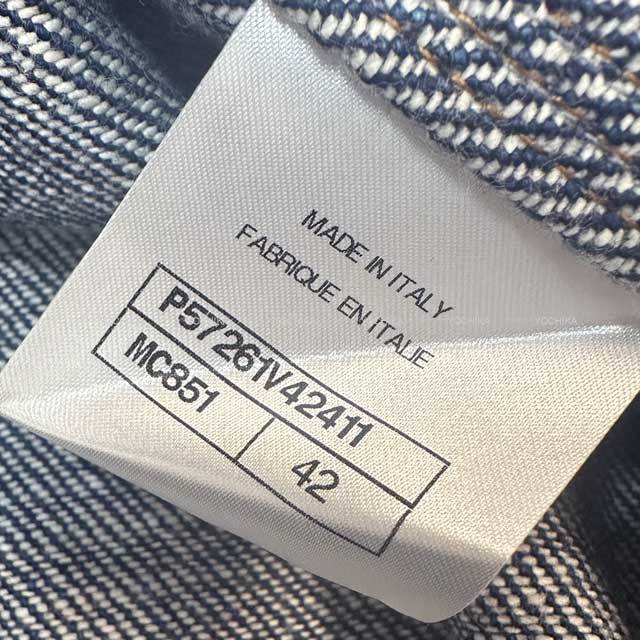 MADE IN ITALY
FABRIQUE EN ITALIE
P57261V42411
MC851
42